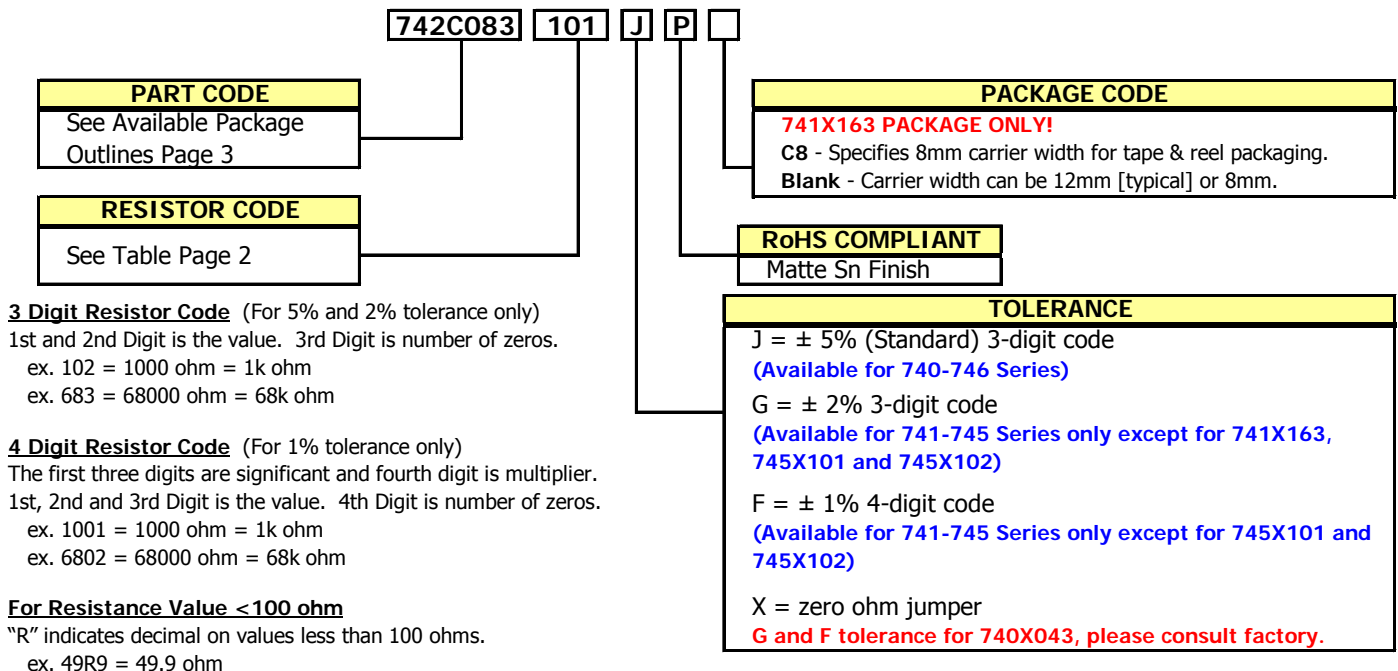 742C083 101 J P
PART CODE
See Available Package
Outlines Page 3
RESISTOR CODE
See Table Page 2
PACKAGE CODE
741X163 PACKAGE ONLY!
C8 - Specifies 8mm carrier width for tape & reel packaging.
Blank - Carrier width can be 12mm [typical] or 8mm.
RoHS COMPLIANT
Matte Sn Finish
TOLERANCE
J = ± 5% (Standard) 3-digit code
(Available for 740-746 Series)
G = ± 2% 3-digit code
(Available for 741-745 Series only except for 741X163,
745X101 and 745X102)
F = ± 1% 4-digit code
(Available for 741-745 Series only except for 745X101 and
745X102)
X = zero ohm jumper
G and F tolerance for 740X043, please consult factory.
3 Digit Resistor Code (For 5% and 2% tolerance only)
1st and 2nd Digit is the value. 3rd Digit is number of zeros.
ex. 102 = 1000 ohm = 1k ohm
ex. 683 = 68000 ohm = 68k ohm
4 Digit Resistor Code (For 1% tolerance only)
The first three digits are significant and fourth digit is multiplier.
1st, 2nd and 3rd Digit is the value. 4th Digit is number of zeros.
ex. 1001 = 1000 ohm = 1k ohm
ex. 6802 = 68000 ohm = 68k ohm
For Resistance Value <100 ohm
"R" indicates decimal on values less than 100 ohms.
ex. 49R9 = 49.9 ohm